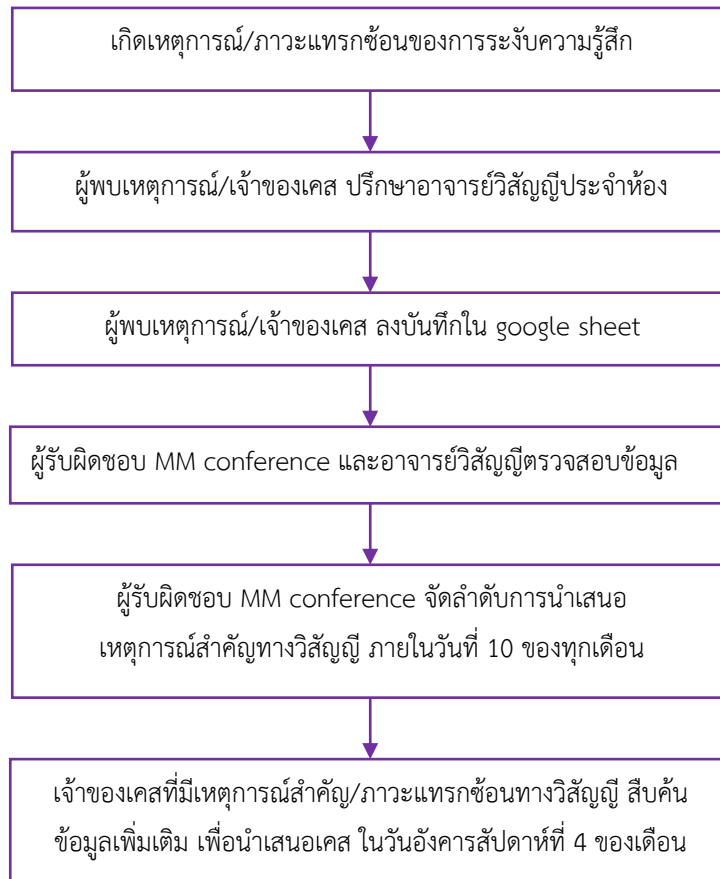 เกิดเหตุการณ์/ภาวะแทรกซ้อนของการระงับความรู้สึก
ผู้พบเหตุการณ์/เจ้าของเคส ปรึกษาอาจารย์วิสัญญีประจำห้อง
ผู้พบเหตุการณ์/เจ้าของเคส ลงบันทึกใน google sheet
ผู้รับผิดชอบ MM conference และอาจารย์วิสัญญีตรวจสอบข้อมูล
ผู้รับผิดชอบ MM conference จัดลำดับการนำเสนอ
เหตุการณ์สำคัญทางวิสัญญี ภายในวันที่ 10 ของทุกเดือน
เจ้าของเคสที่มีเหตุการณ์สำคัญ/ภาวะแทรกซ้อนทางวิสัญญี สืบค้น
ข้อมูลเพิ่มเติม เพื่อนำเสนอเคส ในวันอังคารสัปดาห์ที่ 4 ของเดือน